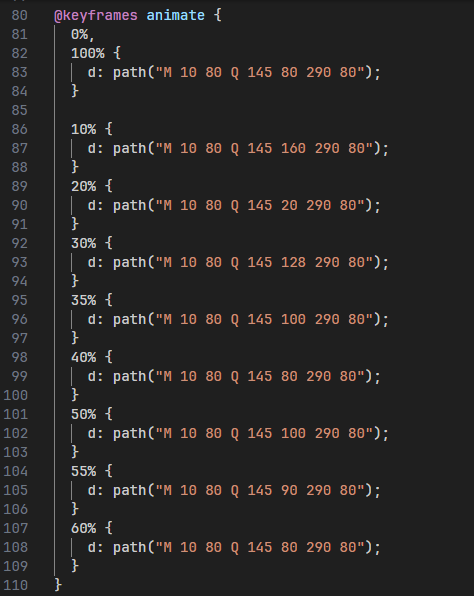 80 @keyframes animate {
81 0%,
82 100% {
83 d: path("M 10 80 Q 145 80 290 80");
84 }
85
86 10% {
87 d: path("M 10 80 Q 145 160 290 80");
88 }
89 20% {
90 d: path("M 10 80 Q 145 20 290 80");
91 }
92 30% {
93 d: path("M 10 80 Q 145 128 290 80");
94 }
95 35% {
96 d: path("M 10 80 Q 145 100 290 80");
97 }
98 40% {
99 d: path("M 10 80 Q 145 80 290 80");
100 }
101 50% {
102 d: path("M 10 80 Q 145 100 290 80");
103 }
104 55% {
105 d: path("M 10 80 Q 145 90 290 80");
106 }
107 60% {
108 d: path("M 10 80 Q 145 80 290 80");
109 }
110 }